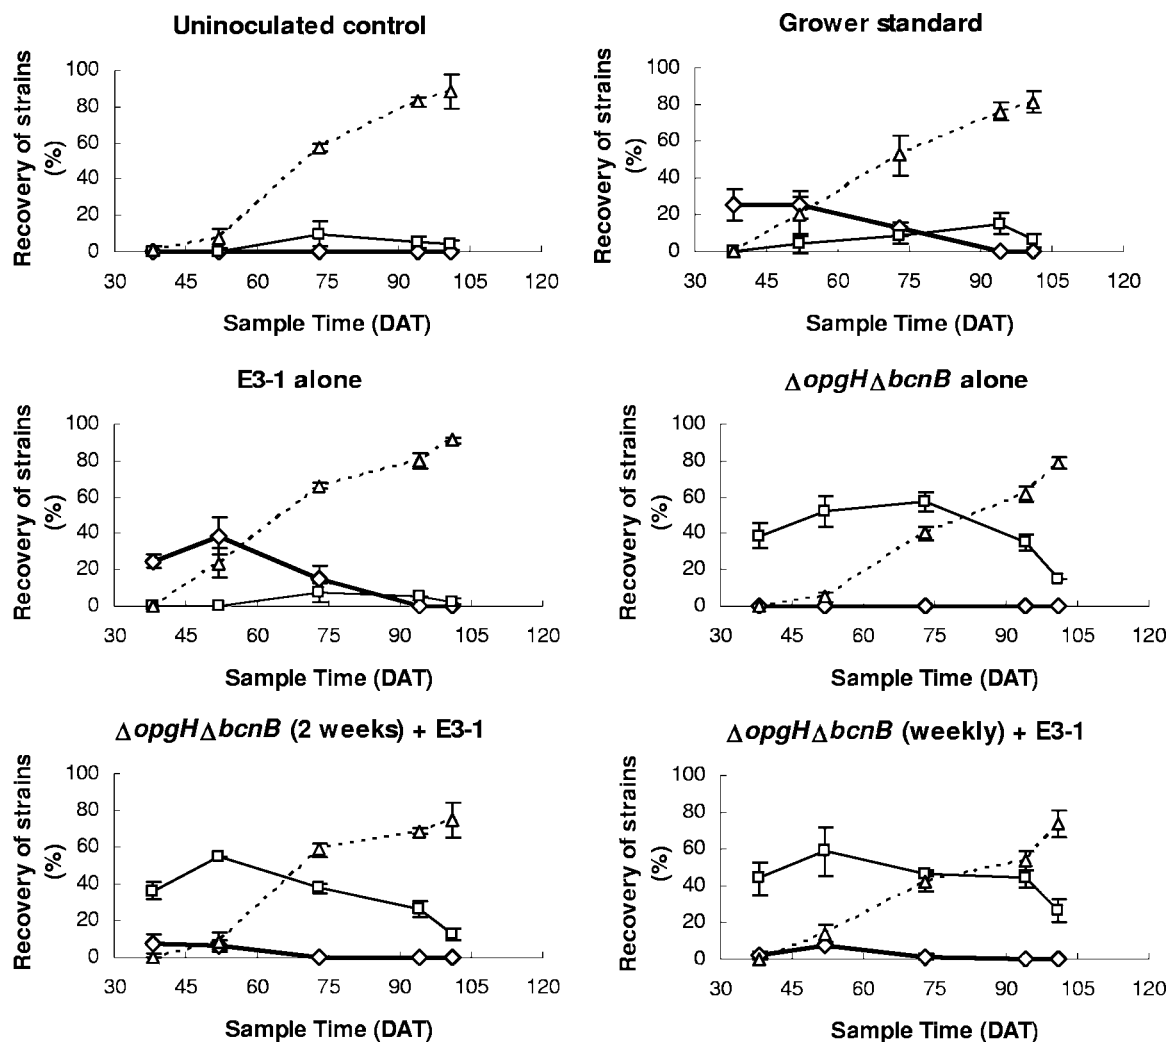 Uninoculated control
Recovery of strains
(%)
100
80
60
40
20
0
30 45 60 75 90 105 120
Sample Time (DAT)
Grower standard
Recovery of strains
(%)
100
80
60
40
20
0
30 45 60 75 90 105 120
Sample Time (DAT)
E3-1 alone
Recovery of strains
(%)
100
80
60
40
20
0
30 45 60 75 90 105 120
Sample Time (DAT)
ΔopgHΔbcnB alone
Recovery of strains
(%)
100
80
60
40
20
0
30 45 60 75 90 105 120
Sample Time (DAT)
ΔopgHΔbcnB (2 weeks) + E3-1
Recovery of strains
(%)
100
80
60
40
20
0
30 45 60 75 90 105 120
Sample Time (DAT)
ΔopgHΔbcnB (weekly) + E3-1
Recovery of strains
(%)
100
80
60
40
20
0
30 45 60 75 90 105 120
Sample Time (DAT)